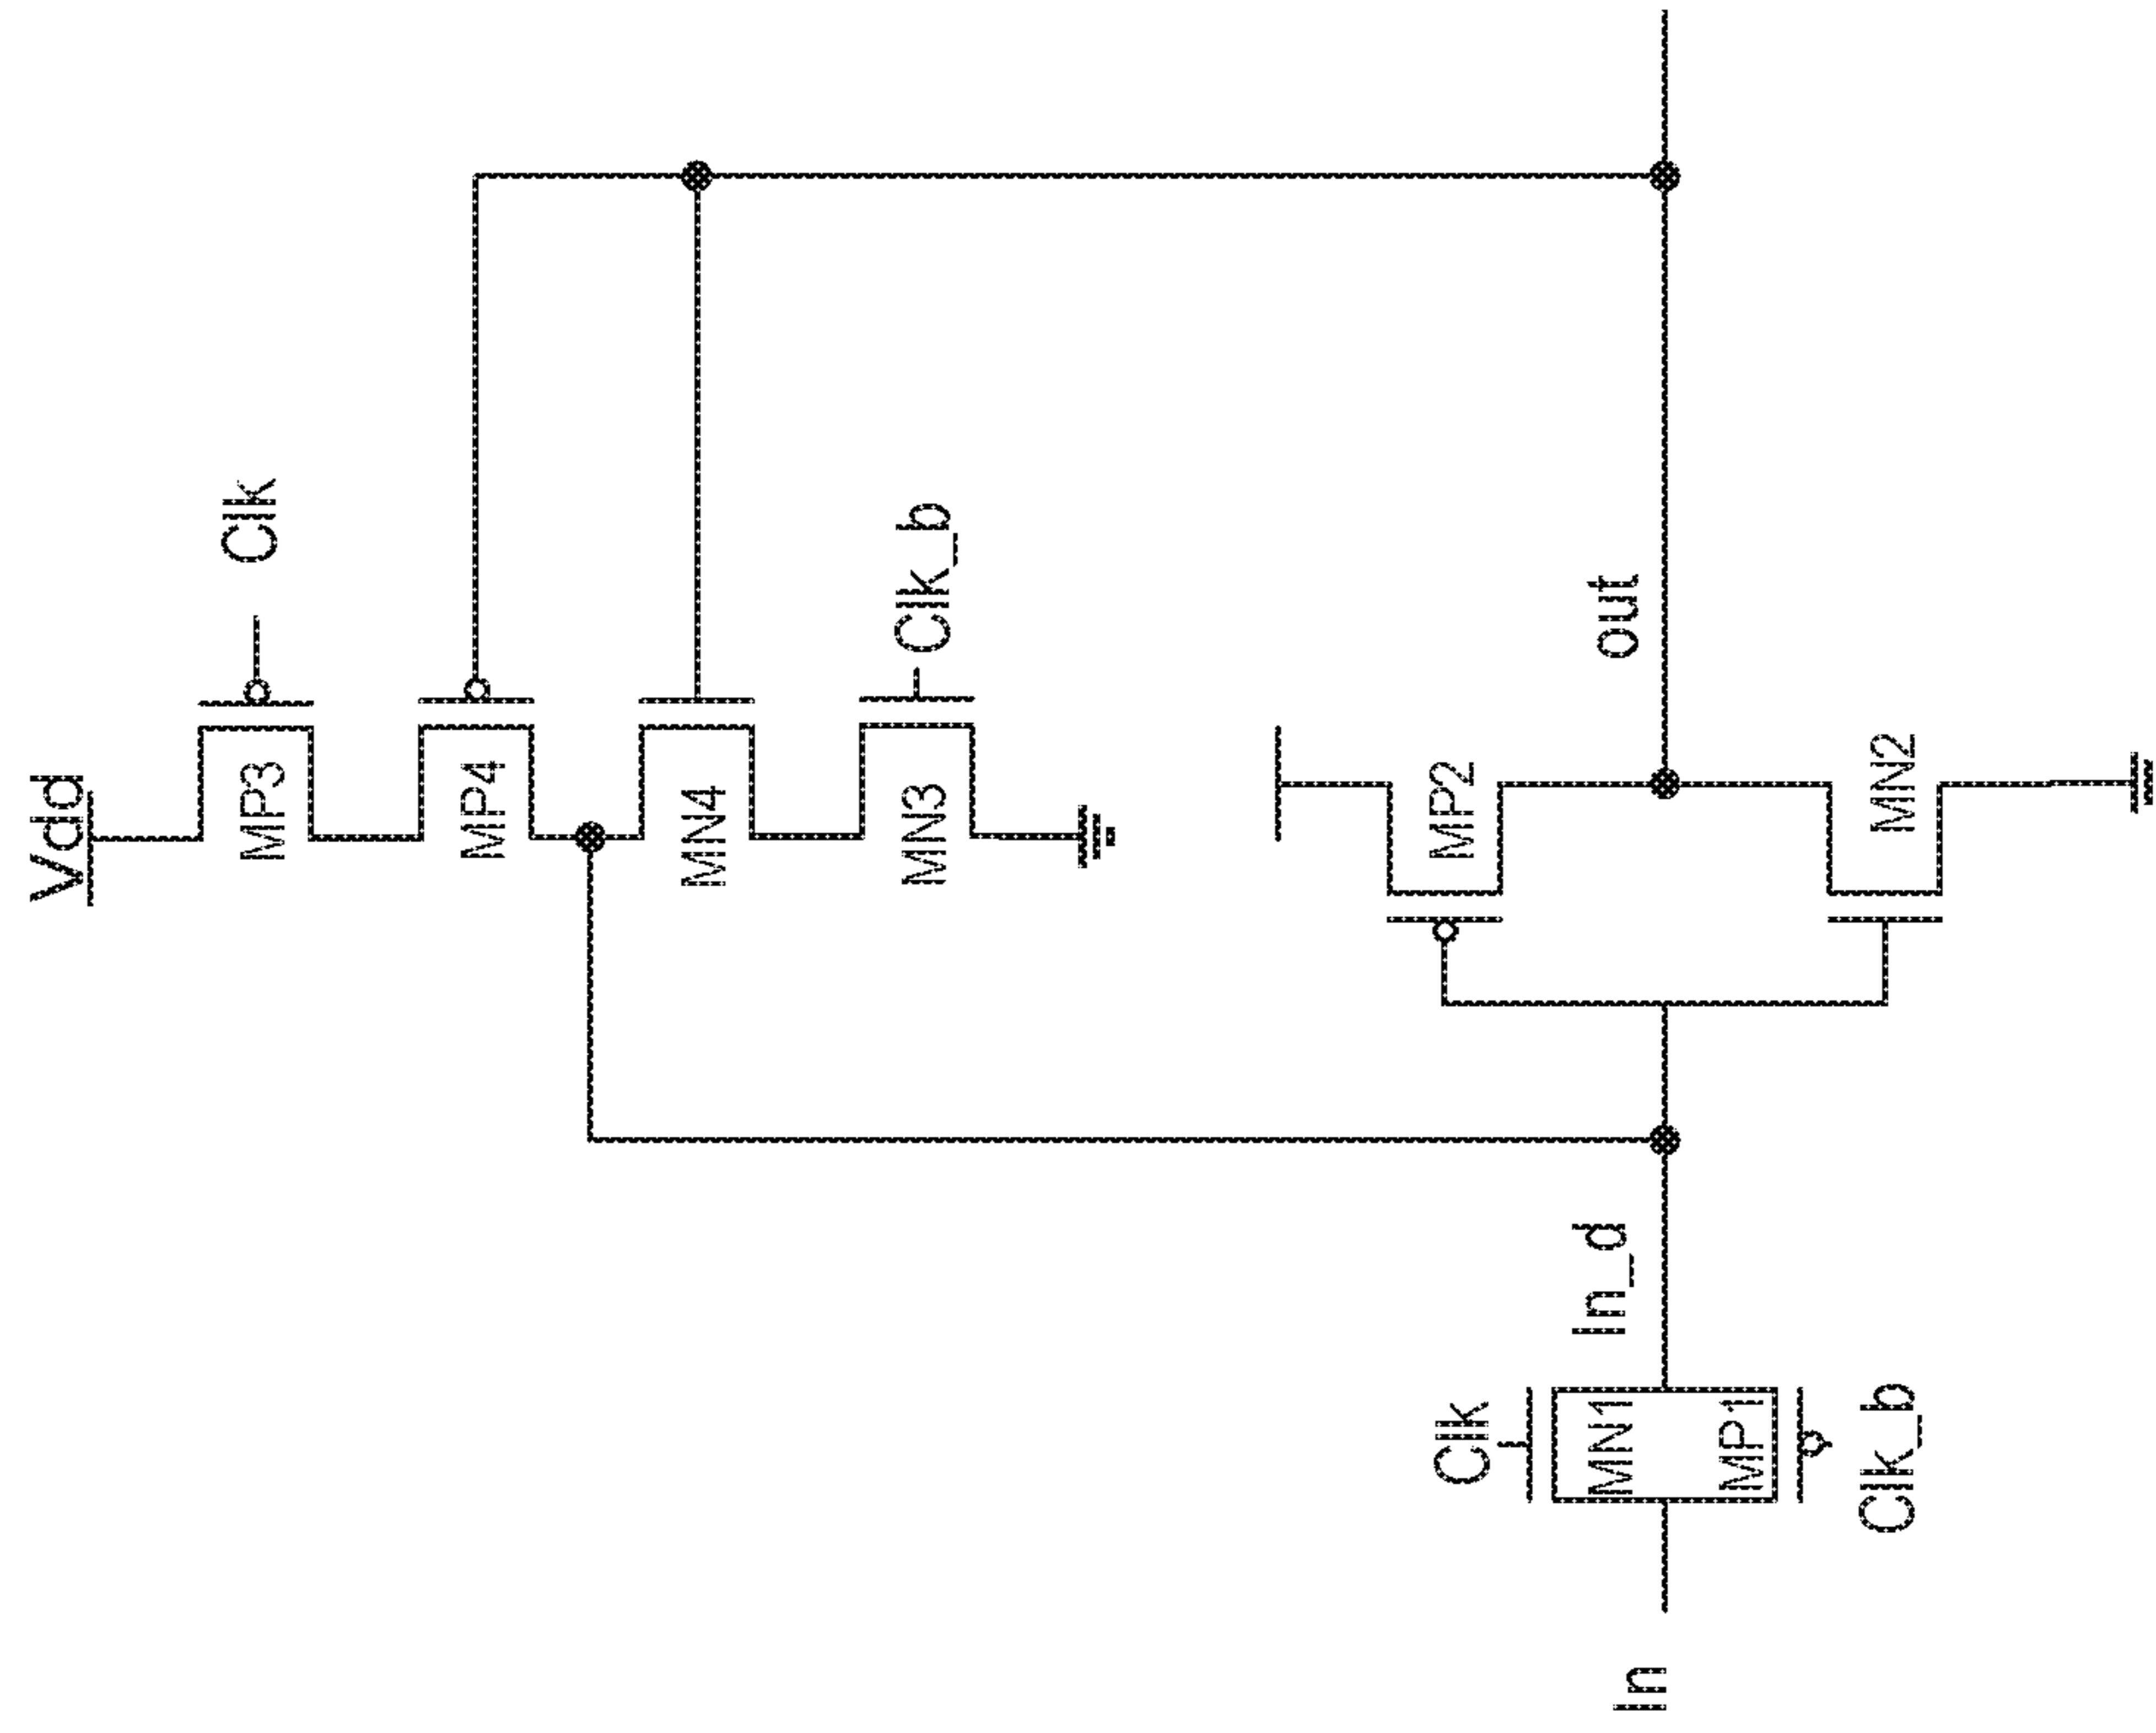 Vdd
Clk
MP3
MP4
MN4
Clk_b
MN3
out
MP2
MN2
In_d
Clk
MN1
MP1
Clk_b
In